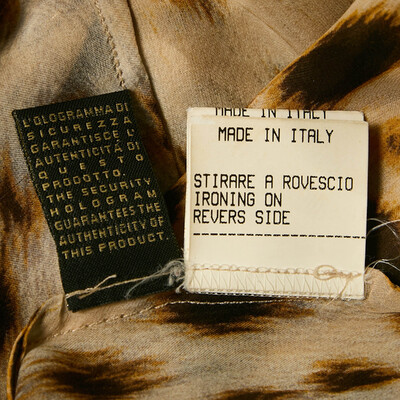 L'OLOGRAMMA DI
SICUREZZA
GARANTISCE L'
AUTENTICITÀ DI
QUESTO
PRODOTTO.
THE SECURITY
HOLOGRAM
GUARANTEES THE
AUTHENTICITY OF
THIS PRODUCT.
MADE IN ITALY
MADE IN ITALY
STIRARE A ROVESCIO
IRONING ON
REVERS SIDE